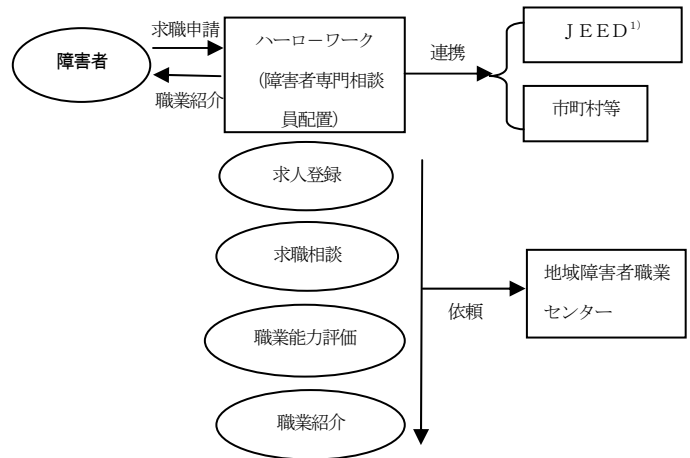 障害者
求職申請
職業紹介
ハーローワーク
（障害者専門相談
員配置）
連携
ＪＥＥＤ1)
市町村等
求人登録
求職相談
職業能力評価
職業紹介
依頼
地域障害者職業
センター